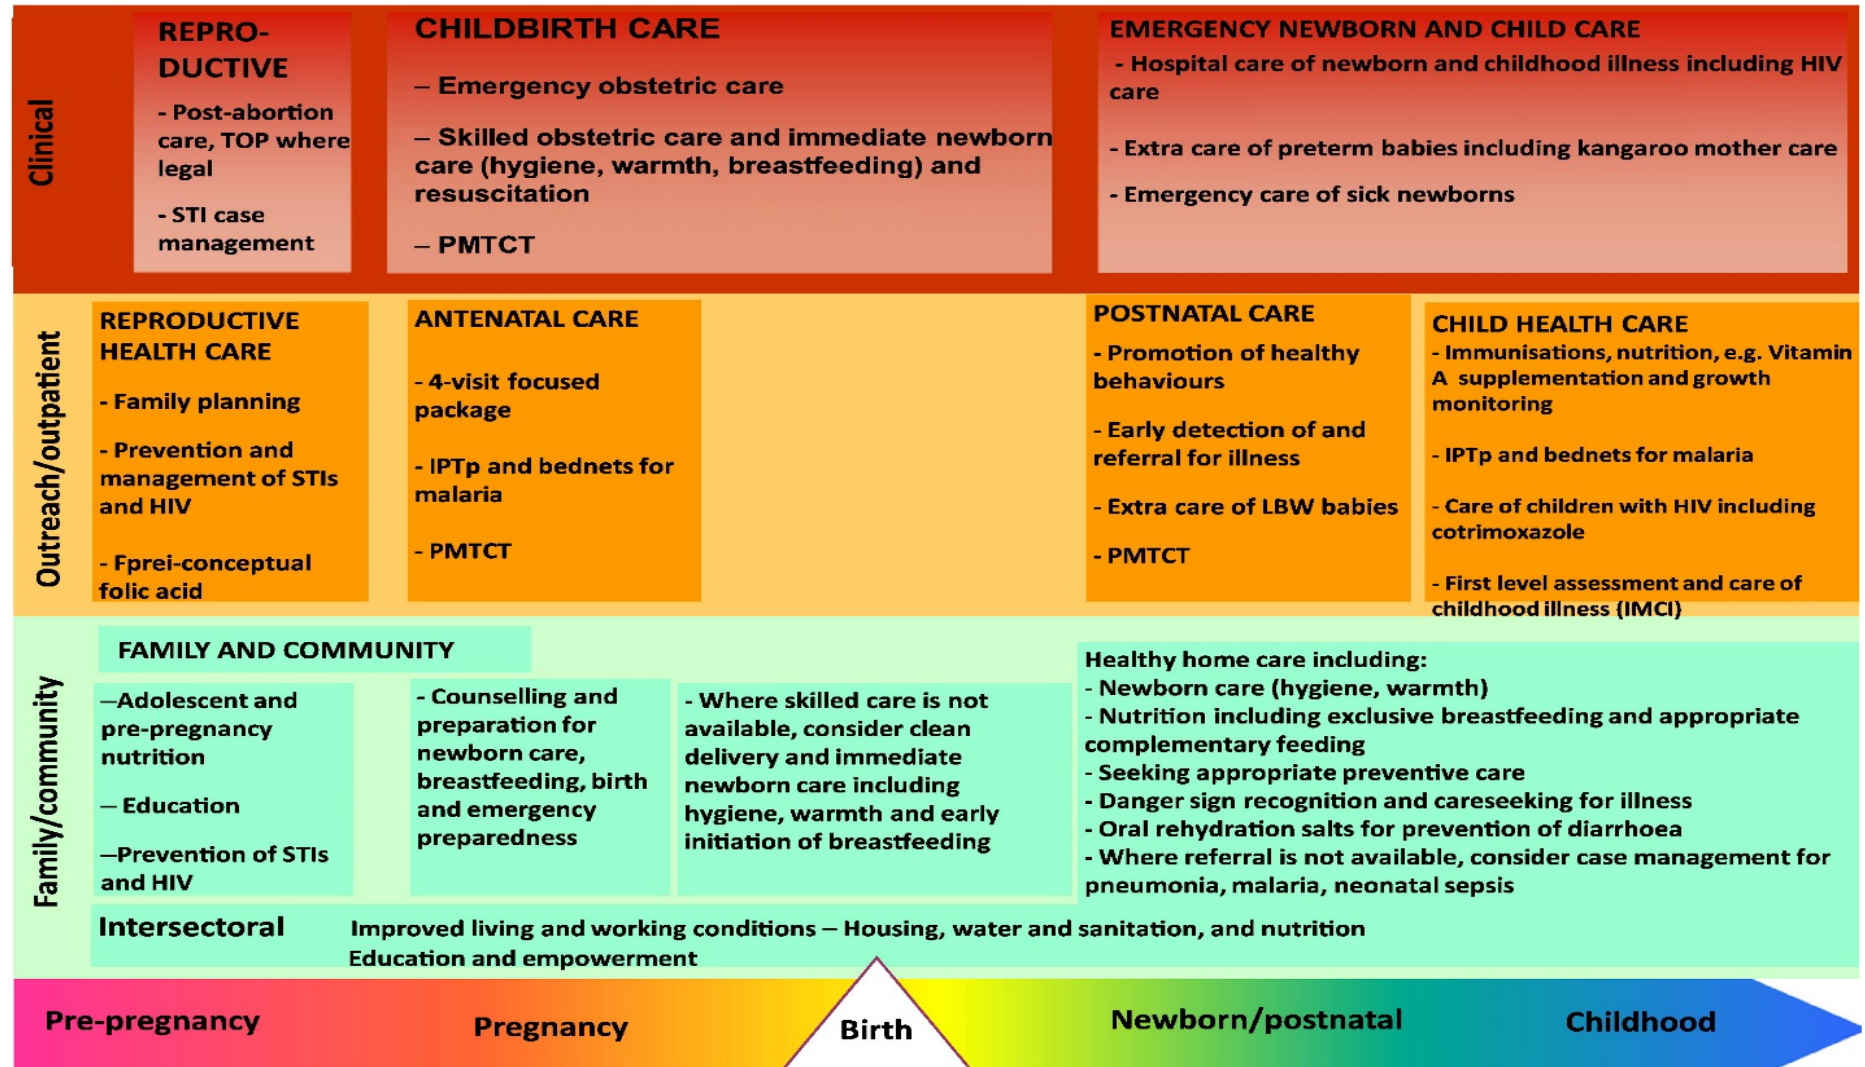 Clinical
REPRO-
DUCTIVE
- Post-abortion
care, TOP where
legal
- STI case
management
CHILDBIRTH CARE
– Emergency obstetric care
– Skilled obstetric care and immediate newborn
care (hygiene, warmth, breastfeeding) and
resuscitation
– PMTCT
EMERGENCY NEWBORN AND CHILD CARE
- Hospital care of newborn and childhood illness including HIV
care
- Extra care of preterm babies including kangaroo mother care
- Emergency care of sick newborns
Outreach/outpatient
REPRODUCTIVE
HEALTH CARE
- Family planning
- Prevention and
management of STIs
and HIV
- Fprei-conceptual
folic acid
ANTENATAL CARE
- 4-visit focused
package
- IPTp and bednets for
malaria
- PMTCT
POSTNATAL CARE
- Promotion of healthy
behaviours
- Early detection of and
referral for illness
- Extra care of LBW babies
- PMTCT
CHILD HEALTH CARE
- Immunisations, nutrition, e.g. Vitamin
A supplementation and growth
monitoring
- IPTp and bednets for malaria
- Care of children with HIV including
cotrimoxazole
- First level assessment and care of
childhood illness (IMCI)
Family/community
FAMILY AND COMMUNITY
–Adolescent and
pre-pregnancy
nutrition
– Education
–Prevention of STIs
and HIV
- Counselling and
preparation for
newborn care,
breastfeeding, birth
and emergency
preparedness
- Where skilled care is not
available, consider clean
delivery and immediate
newborn care including
hygiene, warmth and early
initiation of breastfeeding
Healthy home care including:
- Newborn care (hygiene, warmth)
- Nutrition including exclusive breastfeeding and appropriate
complementary feeding
- Seeking appropriate preventive care
- Danger sign recognition and careseeking for illness
- Oral rehydration salts for prevention of diarrhoea
- Where referral is not available, consider case management for
pneumonia, malaria, neonatal sepsis
Intersectoral
Improved living and working conditions – Housing, water and sanitation, and nutrition
Education and empowerment
Pre-pregnancy
Pregnancy
Birth
Newborn/postnatal
Childhood